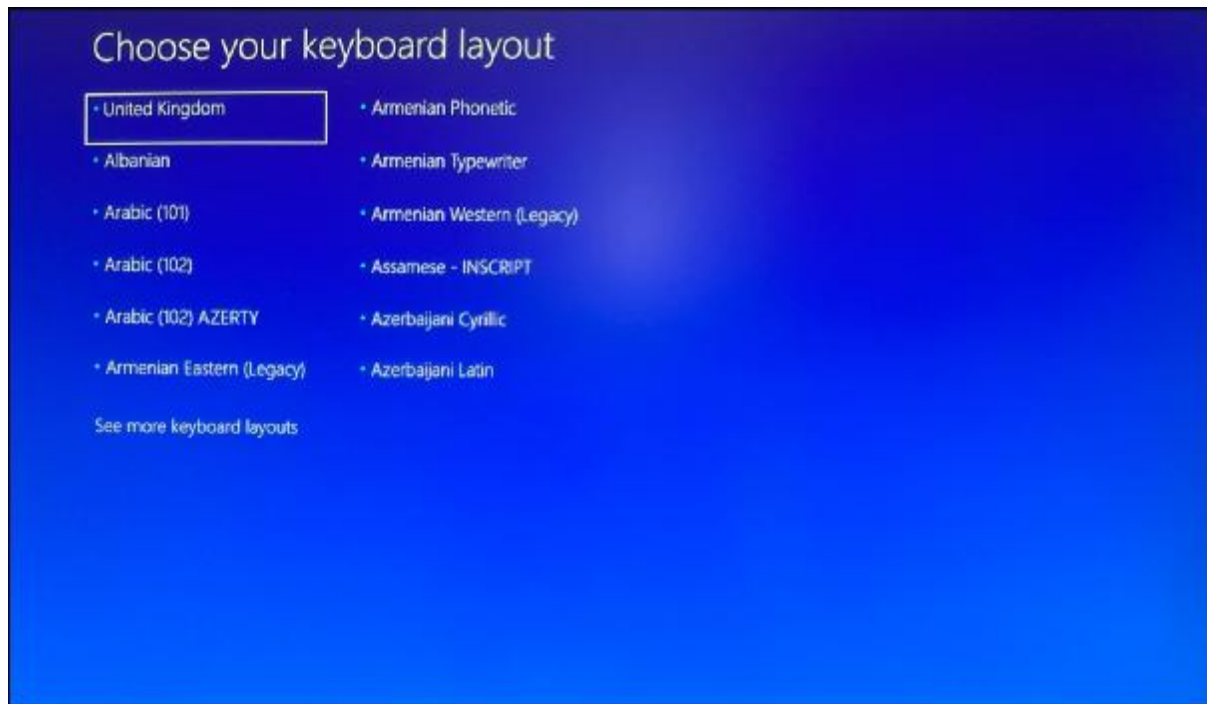 Choose your keyboard layout
United Kingdom
Albanian
Arabic (101)
Arabic (102)
Arabic (102) AZERTY
Armenian Eastern (Legacy)
Armenian Phonetic
Armenian Typewriter
Armenian Western (Legacy)
Assamese - INSCRIPT
Azerbaijani Cyrillic
Azerbaijani Latin
See more keyboard layouts